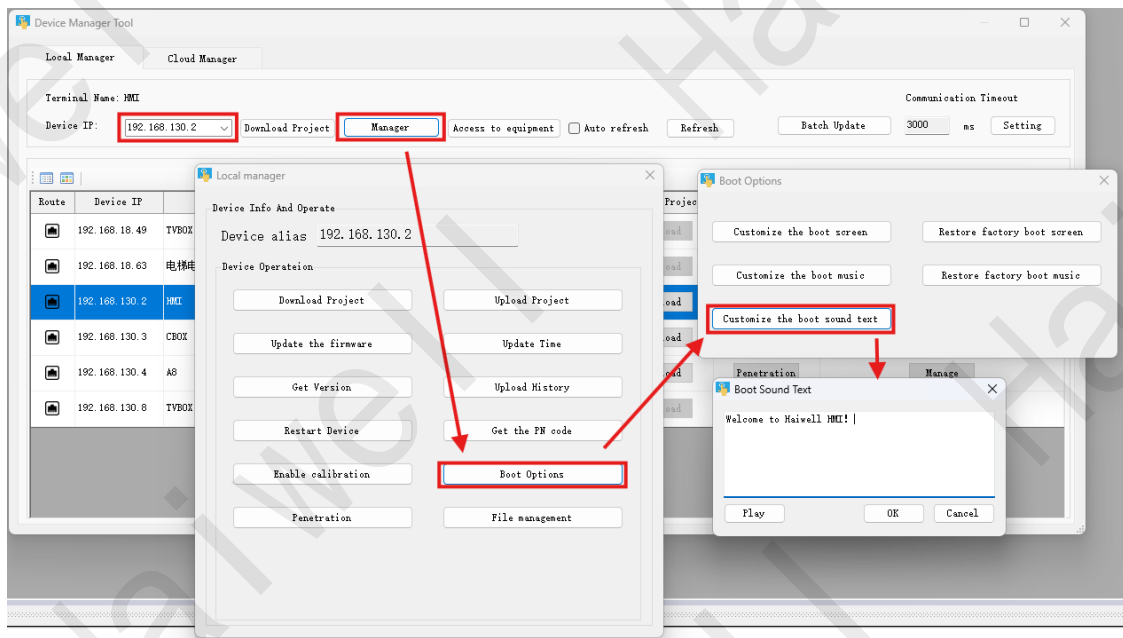 Device Manager Tool
Local Manager
Cloud Manager
Terminal Name: HMI
Communication Timeout
Device IP:
192.168.130.2
Download Project
Manager
Access to equipment
Auto refresh
Refresh
Batch Update
3000
ms
Setting
Route
Device IP
Projec
192.168.18.49
TVBOX
192.168.18.63
电梯
192.168.130.2
HMI
192.168.130.3
CBOX
192.168.130.4
A8
Penetration
Manage
192.168.130.8
TVBOX
Local manager
Device Info And Operate
Device alias
192.168.130.2
Device Operateion
Download Project
Upload Project
Update the firmware
Update Time
Get Version
Upload History
Restart Device
Get the PN code
Enable calibration
Boot Options
Penetration
File management
Boot Options
Customize the boot screen
Restore factory boot screen
Customize the boot music
Restore factory boot music
Customize the boot sound text
Boot Sound Text
Welcome to Haiwell HMI!
Play
OK
Cancel
Haiwell